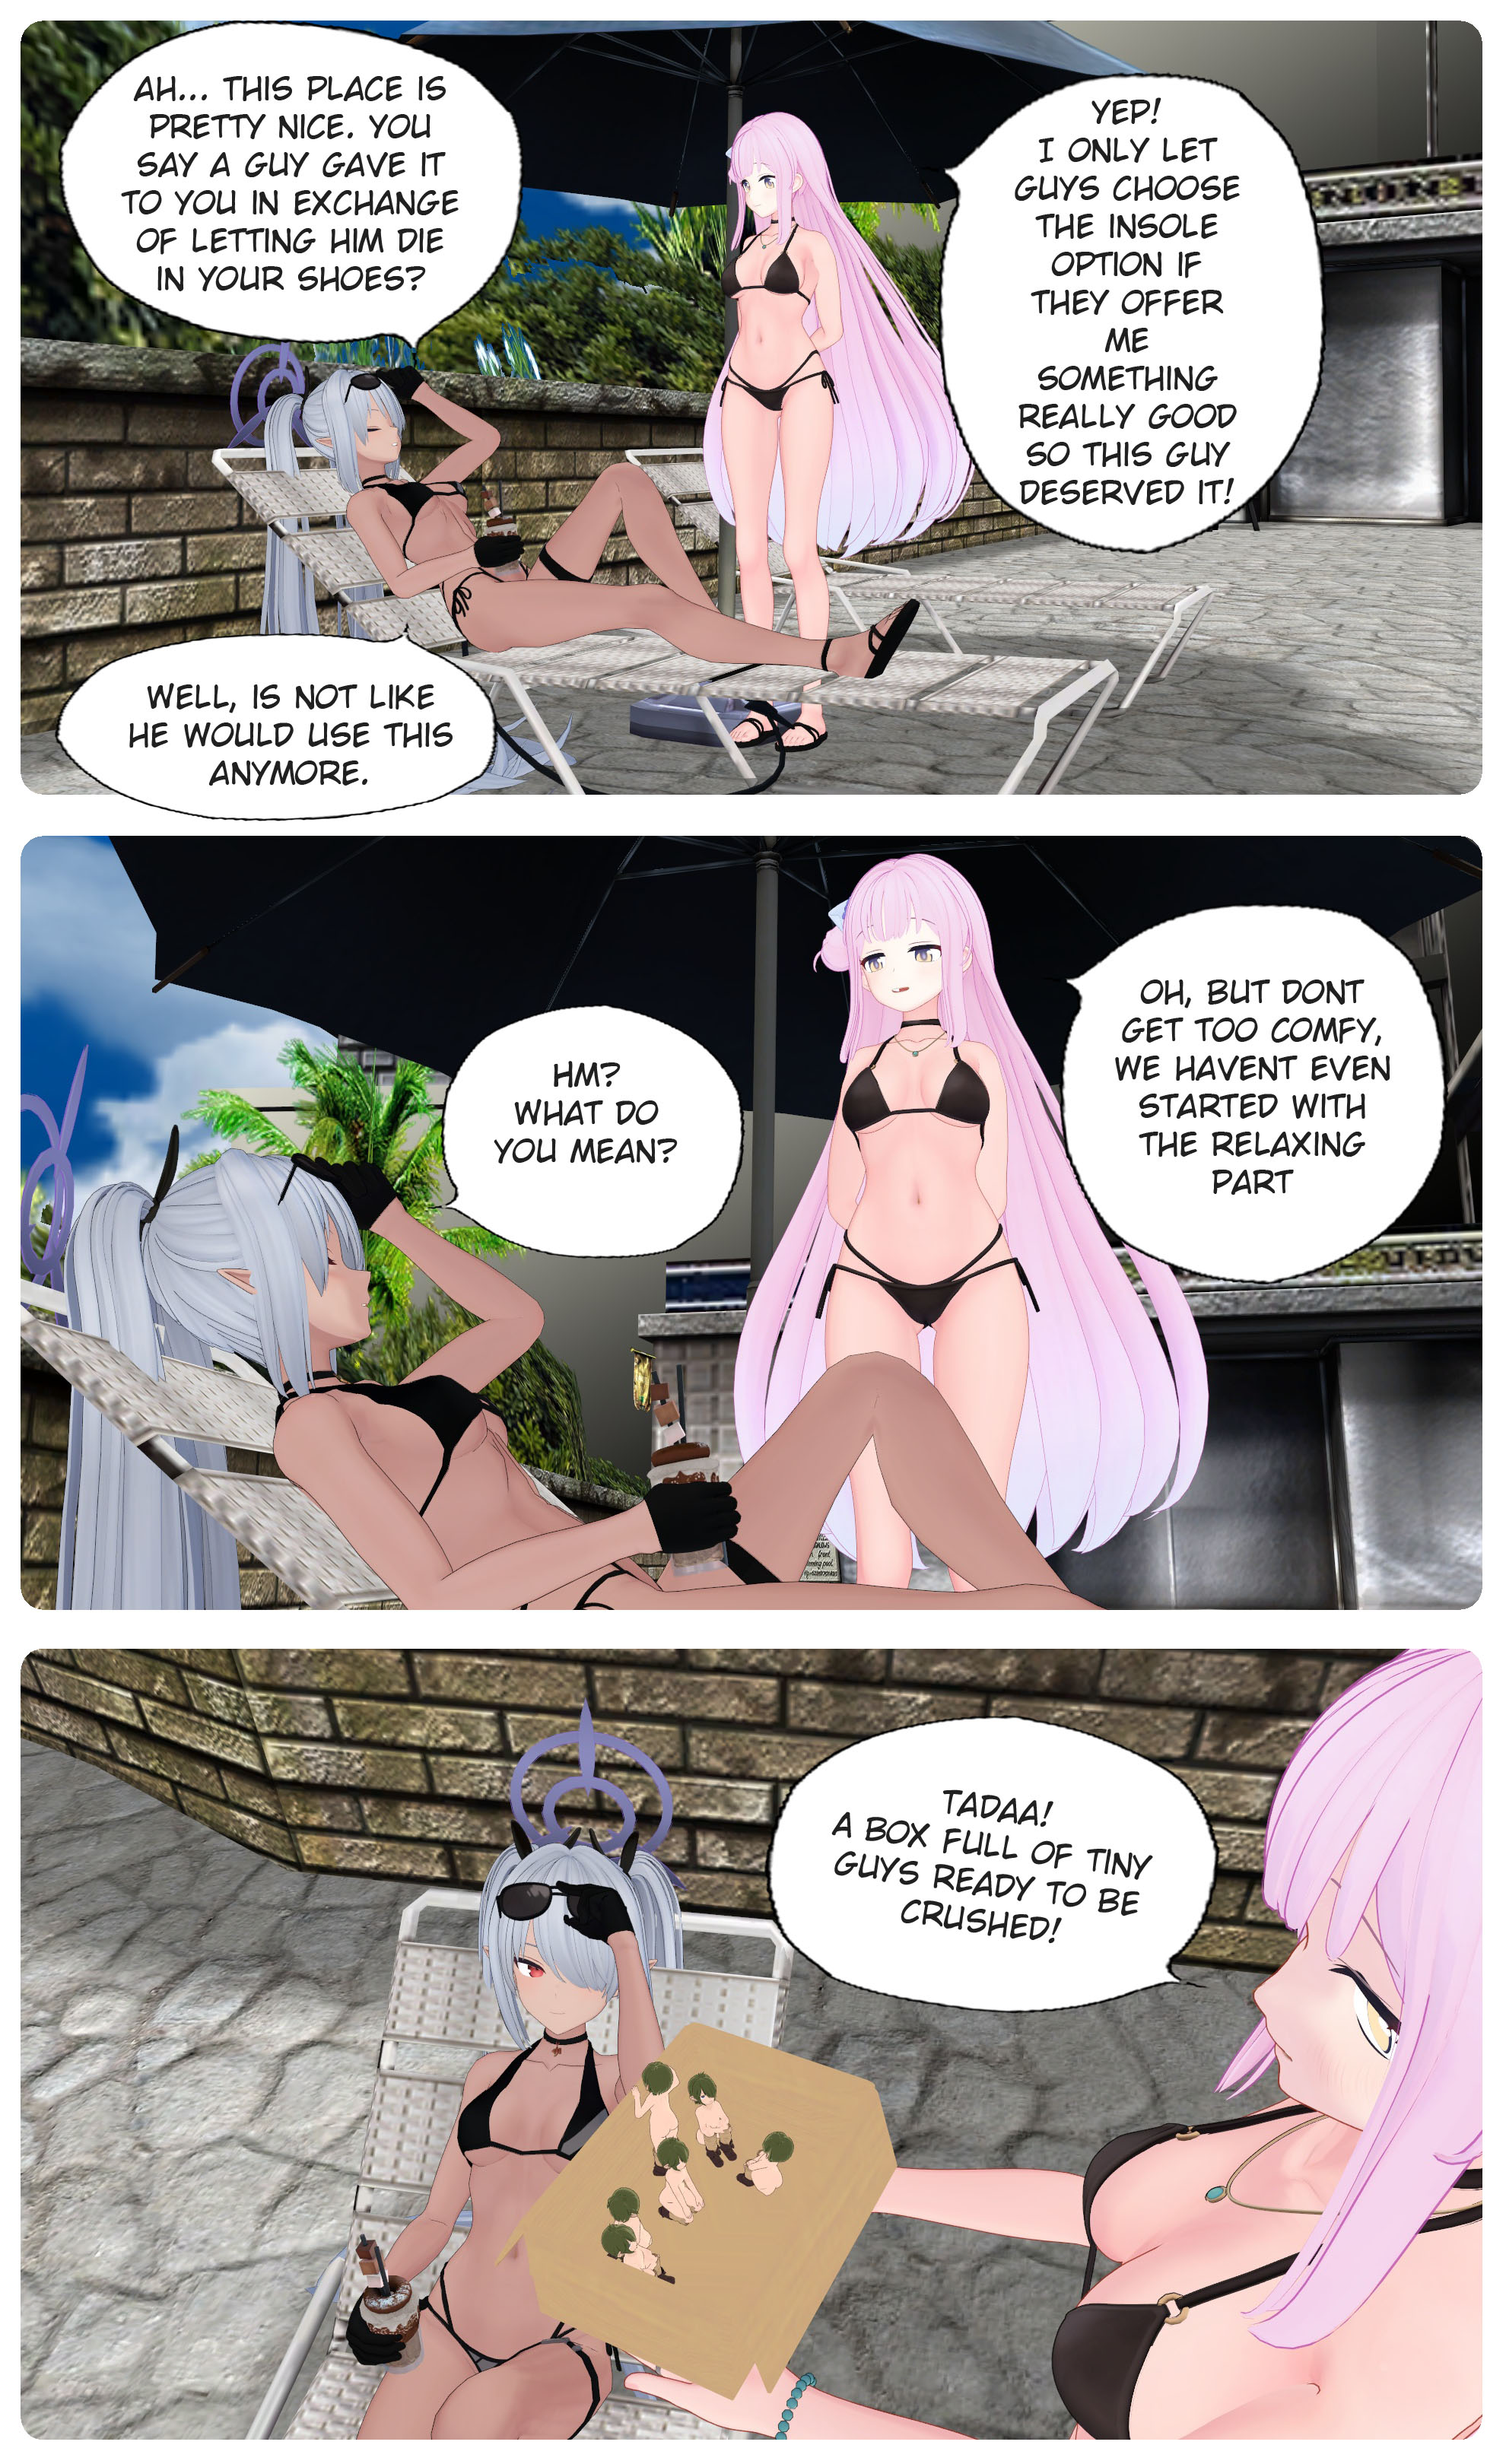 AH... THIS PLACE IS
PRETTY NICE. YOU
SAY A GUY GAVE IT
TO YOU IN EXCHANGE
OF LETTING HIM DIE
IN YOUR SHOES?
YEP!
I ONLY LET
GUYS CHOOSE
THE INSOLE
OPTION IF
THEY OFFER
ME
SOMETHING
REALLY GOOD
SO THIS GUY
DESERVED IT!
WELL, IS NOT LIKE
HE WOULD USE THIS
ANYMORE.
OH, BUT DONT
GET TOO COMFY,
WE HAVENT EVEN
STARTED WITH
THE RELAXING
PART
HM?
WHAT DO
YOU MEAN?
TADAA!
A BOX FULL OF TINY
GUYS READY TO BE
CRUSHED!